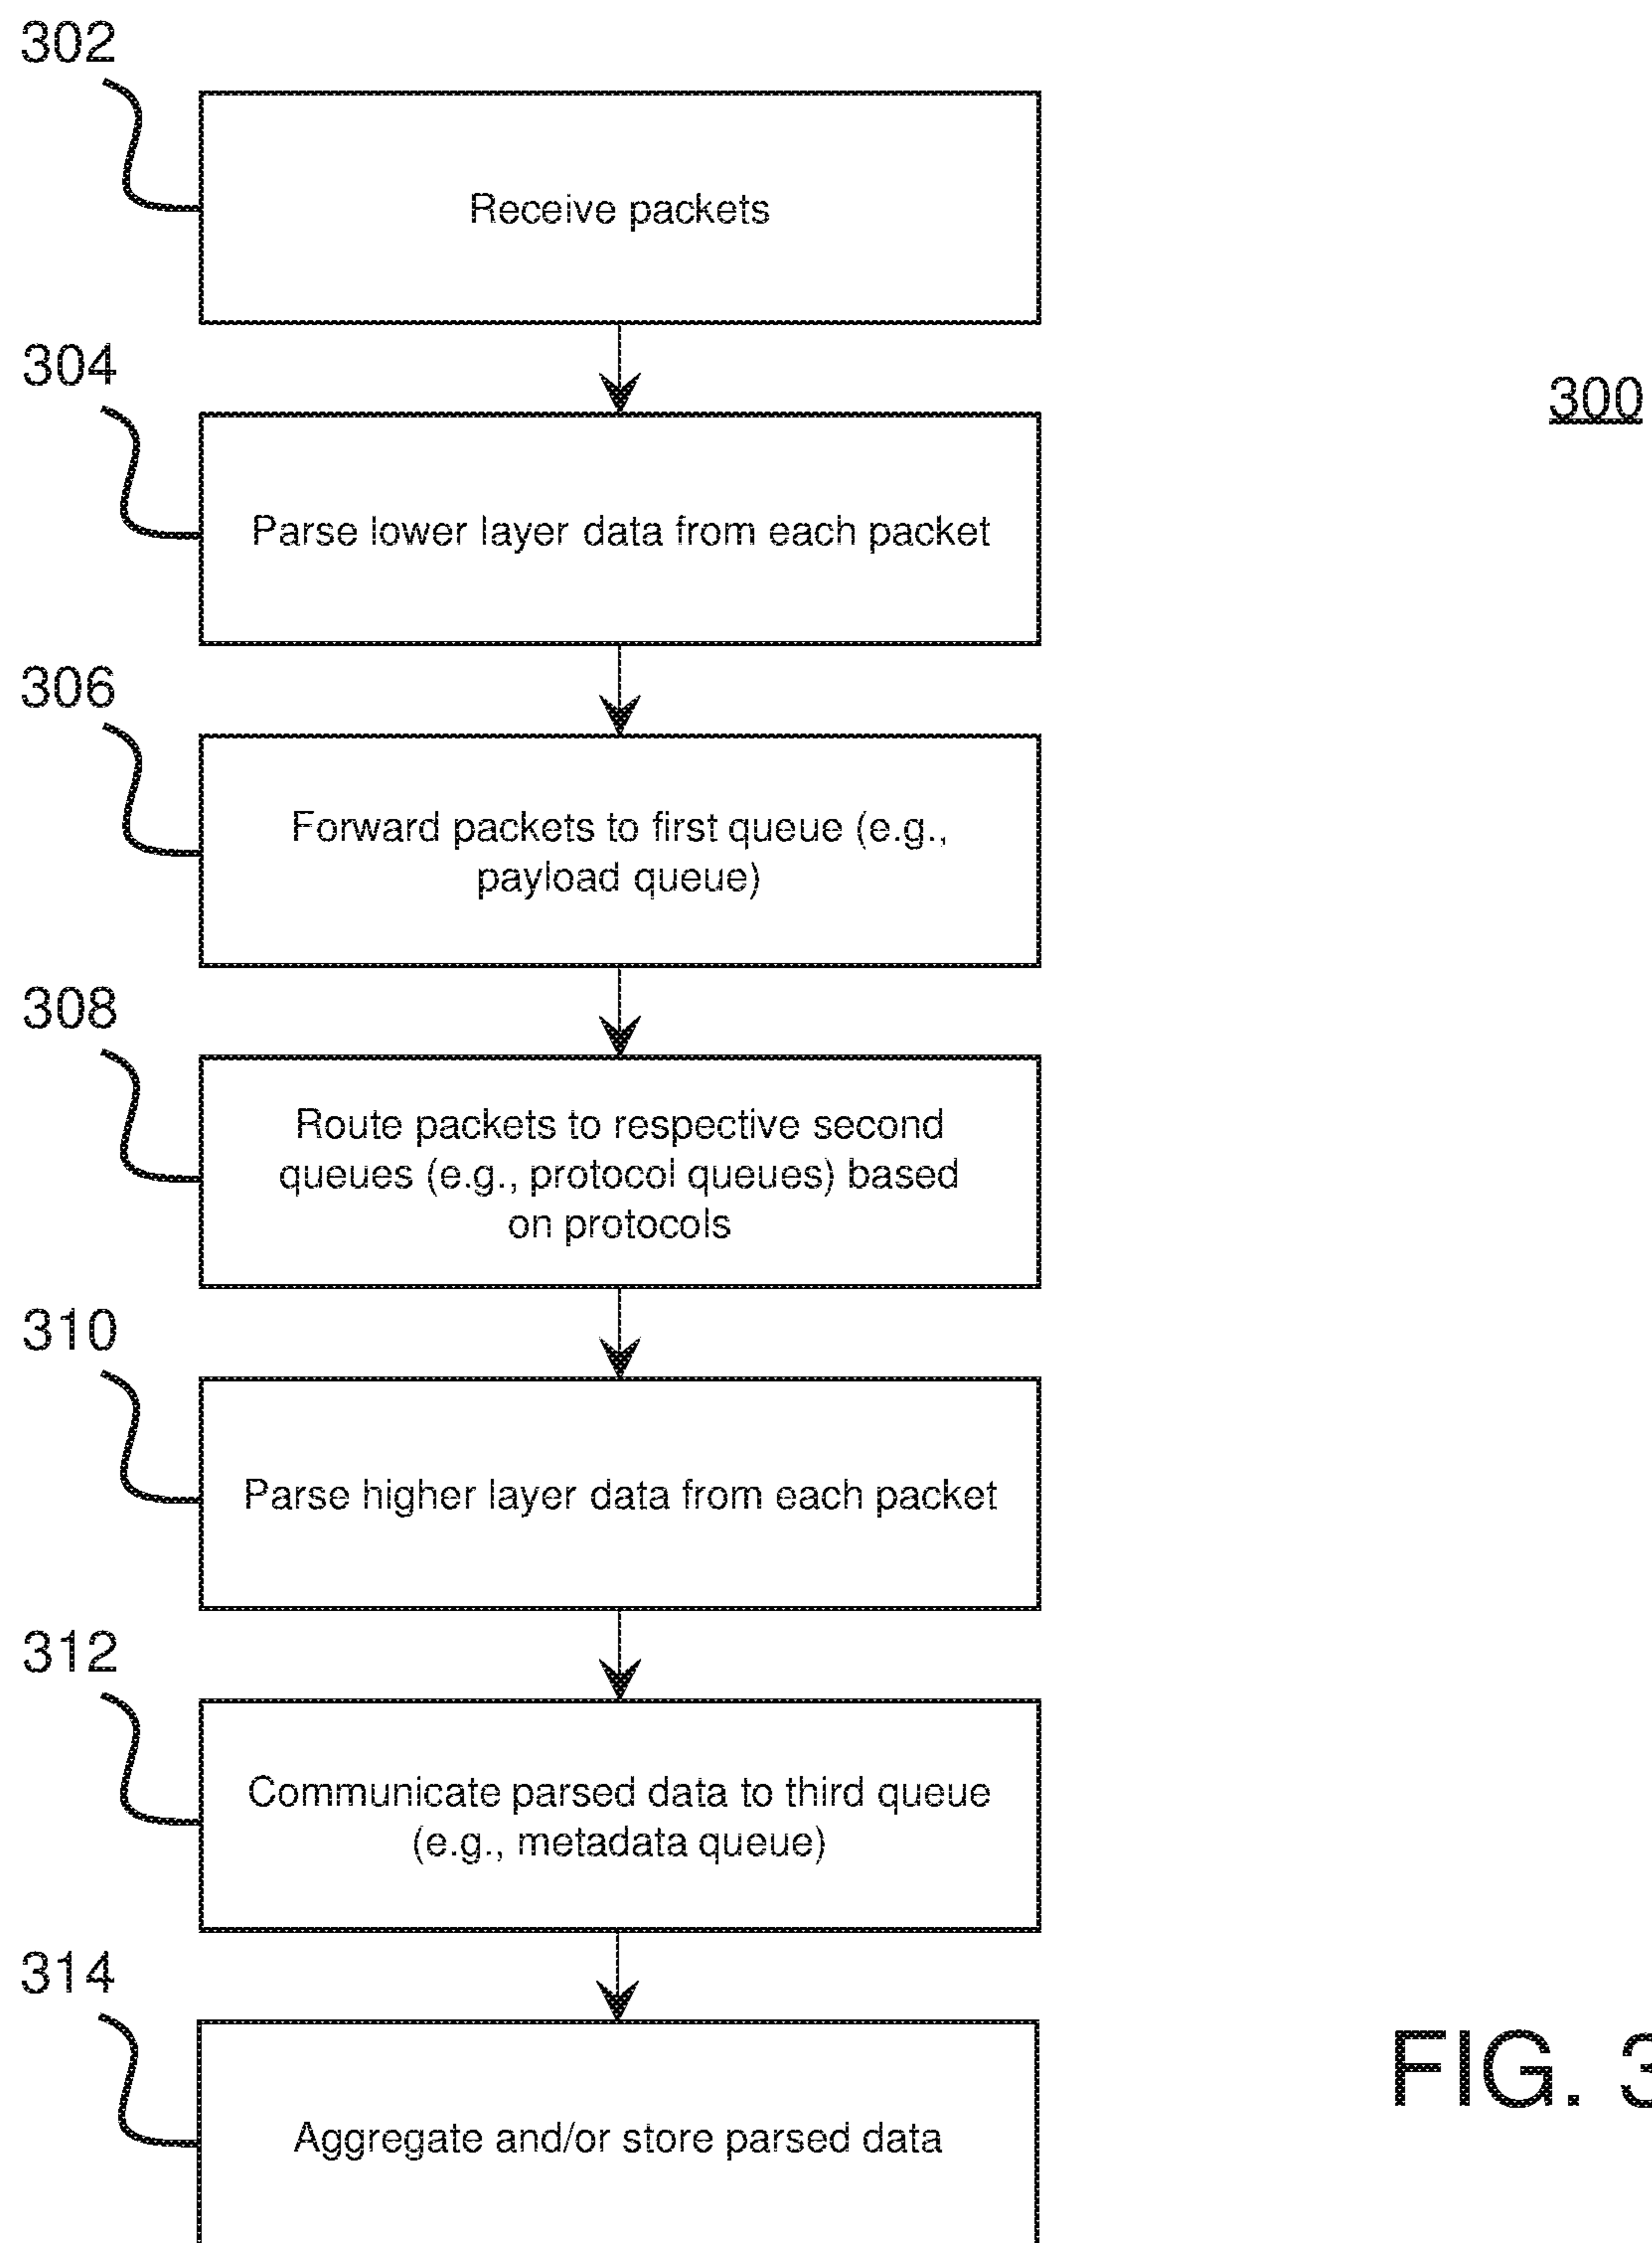 302
Receive packets
304
300
Parse lower layer data from each packet
306
Forward packets to first queue (e.g.,
payload queue)
308
Route packets to respective second
queues (e.g., protocol queues) based
on protocols
310
Parse higher layer data from each packet
312
Communicate parsed data to third queue
(e.g., metadata queue)
314
FIG. 3
Aggregate and/or store parsed data